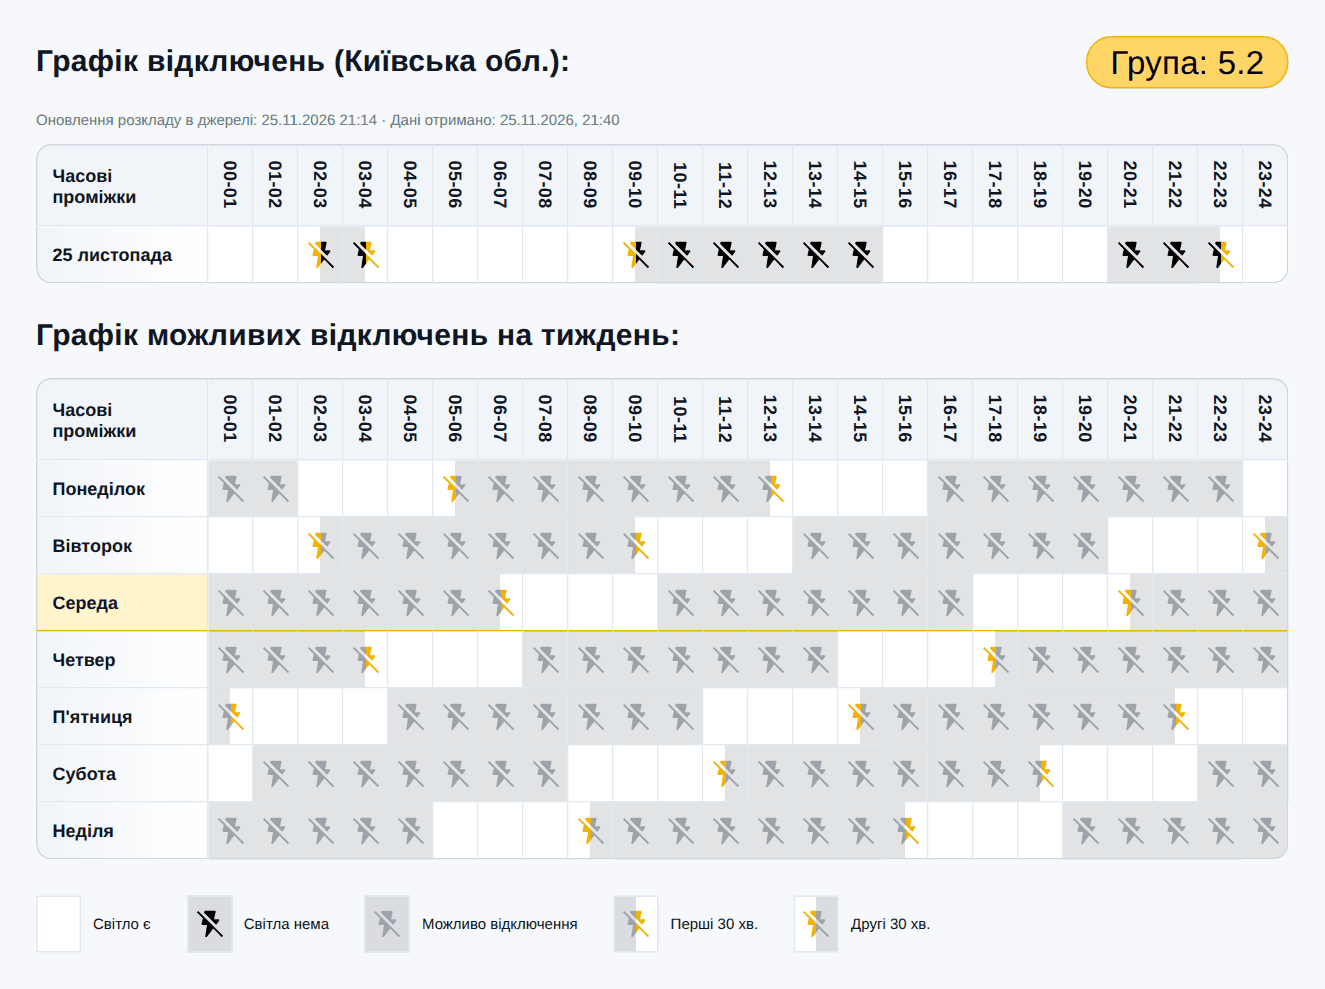 Графік відключень (Київська обл.):
Група: 5.2
Оновлення розкладу в джерелі: 25.11.2026 21:14 · Дані отримано: 25.11.2026, 21:40
Часові проміжки 00-01 01-02 02-03 03-04 04-05 05-06 06-07 07-08 08-09 09-10 10-11 11-12 12-13 13-14 14-15 15-16 16-17 17-18 18-19 19-20 20-21 21-22 22-23 23-24
25 листопада
Графік можливих відключень на тиждень:
Часові проміжки 00-01 01-02 02-03 03-04 04-05 05-06 06-07 07-08 08-09 09-10 10-11 11-12 12-13 13-14 14-15 15-16 16-17 17-18 18-19 19-20 20-21 21-22 22-23 23-24
Понеділок
Вівторок
Середа
Четвер
П'ятниця
Субота
Неділя
Світло є Світла нема Можливо відключення Перші 30 хв. Другі 30 хв.